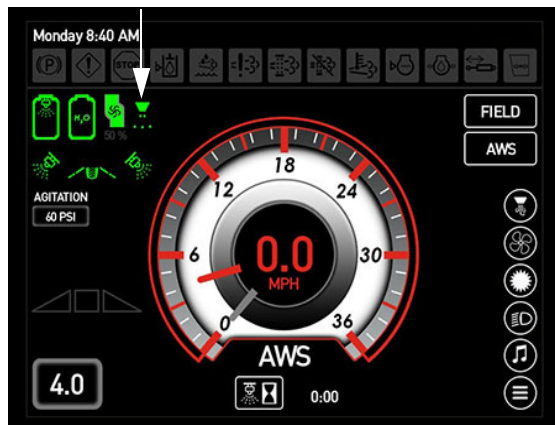 Monday 8:40 AM
(P)
STOP
H₂O
50 %
FIELD
AWS
AGITATION
60 PSI
0
6
12
18
24
30
36
0.0
MPH
AWS
4.0
0:00